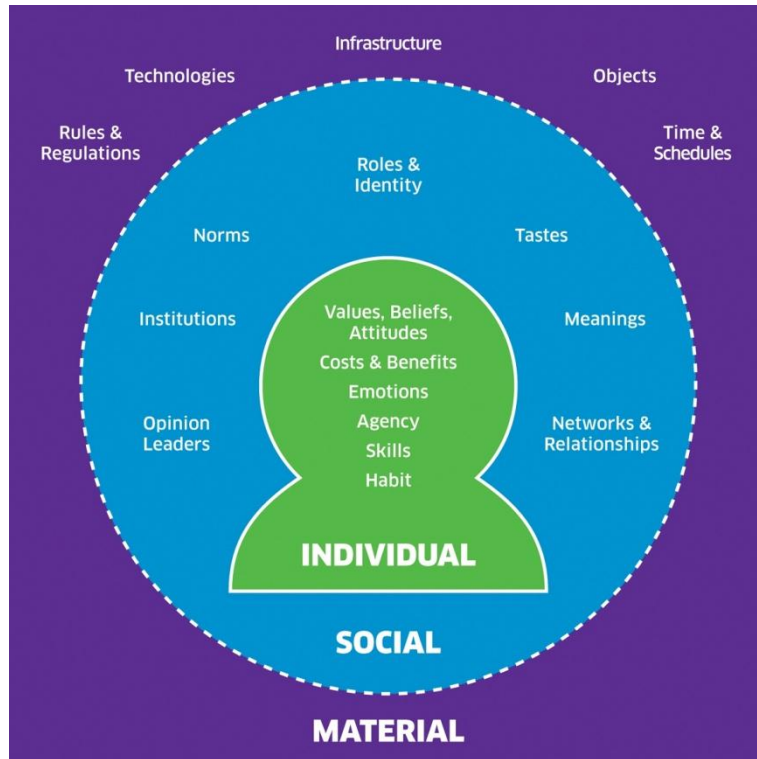 Infrastructure
Technologies
Objects
Rules &
Regulations
Time &
Schedules
Roles &
Identity
Norms
Tastes
Institutions
Values, Beliefs,
Attitudes
Meanings
Costs & Benefits
Emotions
Opinion
Leaders
Agency
Networks &
Relationships
Skills
Habit
INDIVIDUAL
SOCIAL
MATERIAL